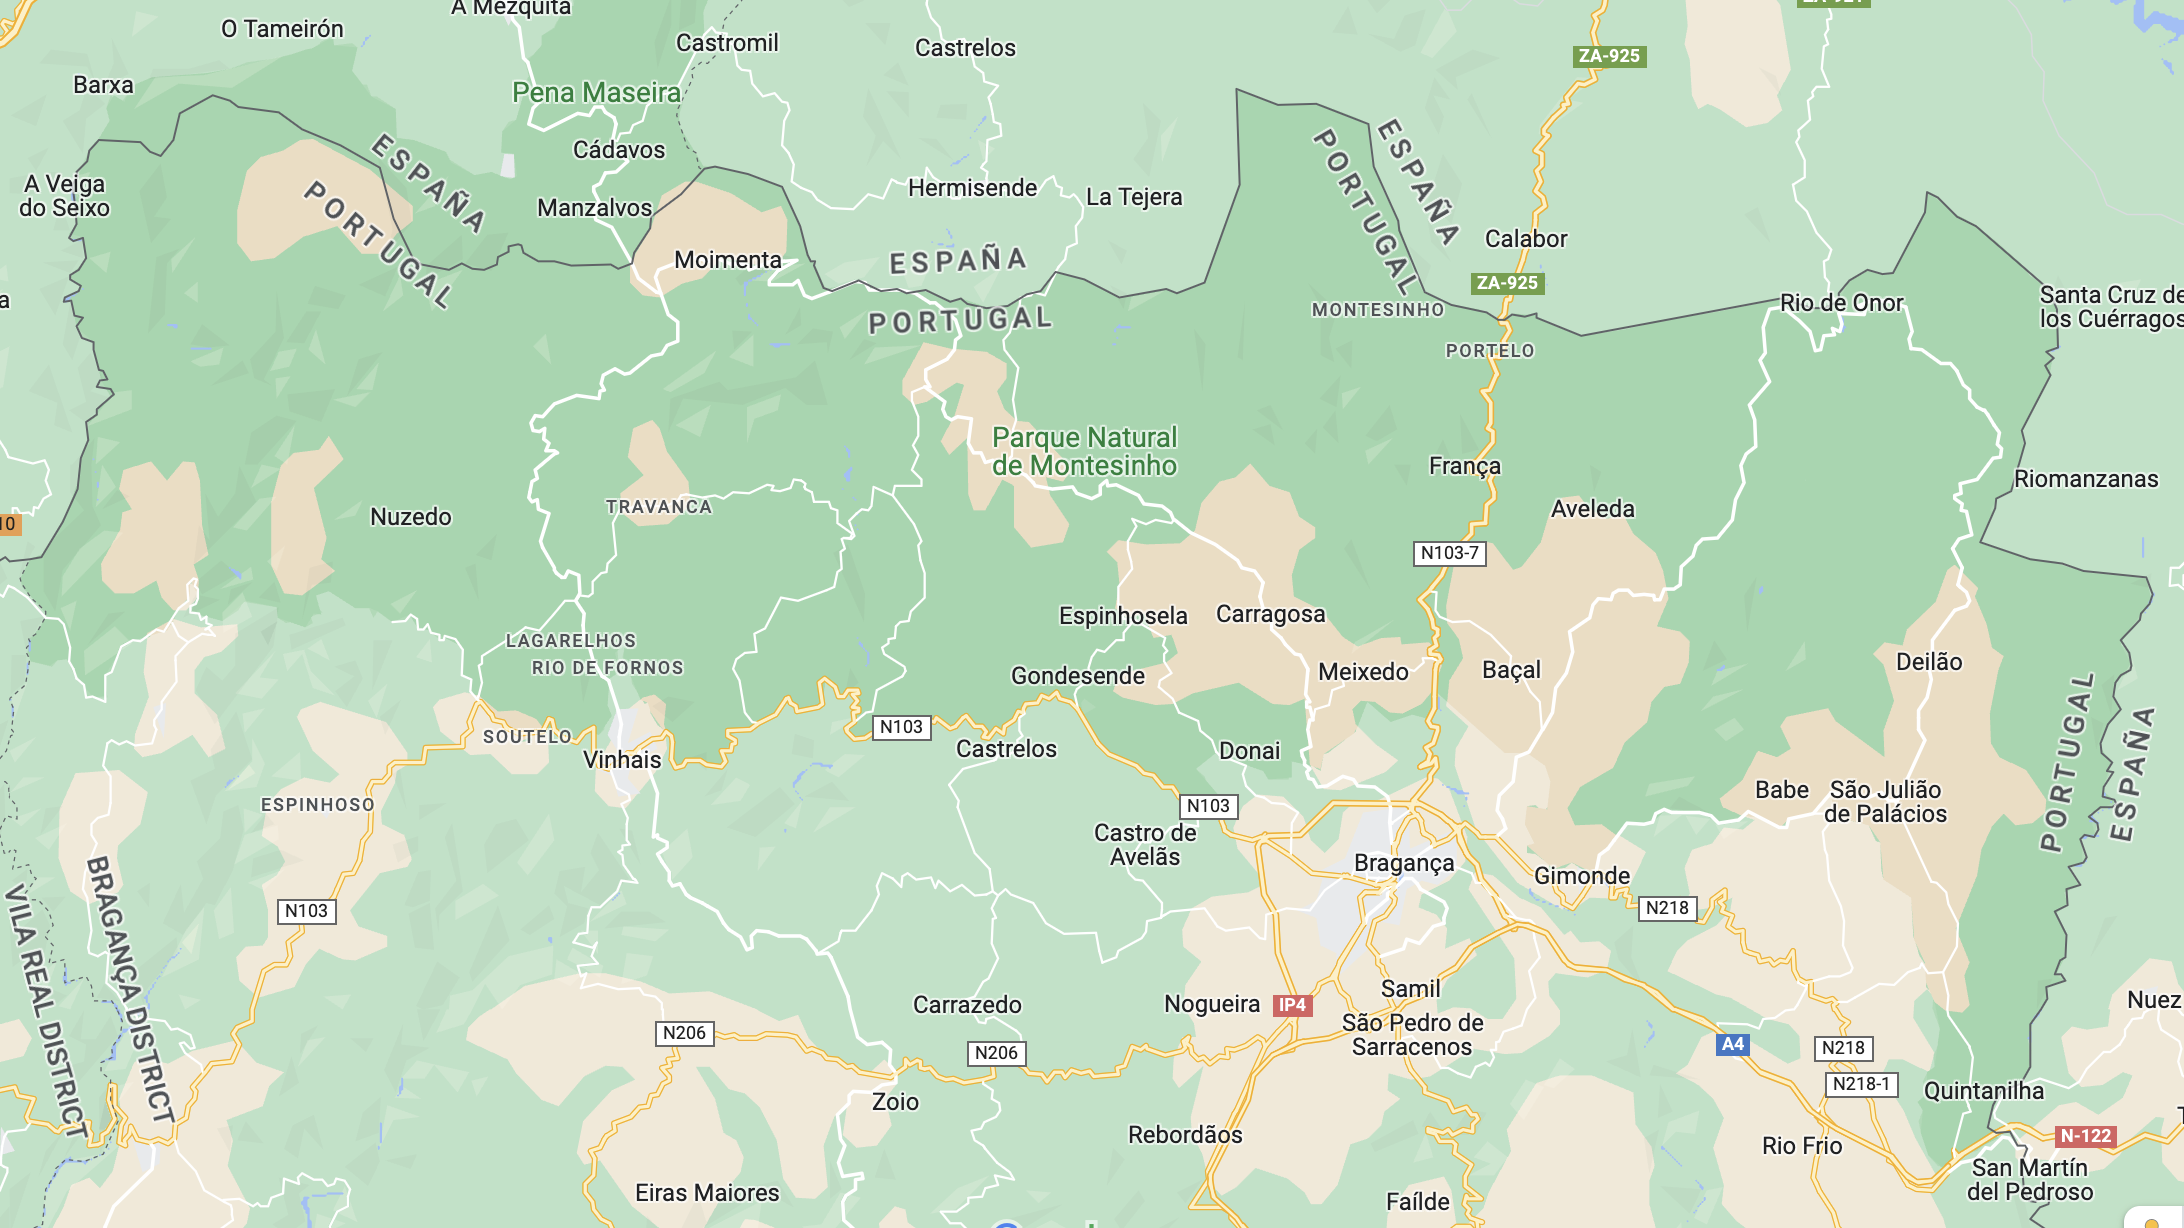 A Mezquita
O Tameirón
Castromil
Castrelos
ZA-925
Barxa
Pena Maseira
ESPAÑA
PORTUGAL
ESPAÑA
PORTUGAL
Cádavos
A Veiga
do Seixo
Manzalvos
Hermisende
La Tejera
Calabor
Moimenta
ESPAÑA
PORTUGAL
ZA-925
MONTESINHO
Rio de Onor
Santa Cruz de
los Cuérragos
PORTELO
Parque Natural
de Montesinho
França
Riomanzanas
TRAVANCA
Nuzedo
Aveleda
N103-7
Espinhosela
Carragosa
LAGARELHOS
RIO DE FORNOS
Gondesende
Meixedo
Baçal
Deilão
PORTUGAL
ESPAÑA
SOUTELO
Vinhais
N103
Castrelos
Donai
ESPINHOSO
N103
Babe
São Julião
de Palácios
Castro de
Avelãs
Bragança
Gimonde
N103
N218
VILA REAL DISTRICT
BRAGANÇA DISTRICT
Carrazedo
Nogueira
IP4
Samil
São Pedro de
Sarracenos
Nuez
N206
N206
A4
N218
N218-1
Quintanilha
Zoio
Rebordãos
Rio Frio
N-122
San Martín
del Pedroso
Eiras Maiores
Faílde